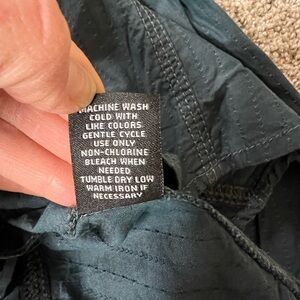 MACHINE WASH
COLD WITH
LIKE COLORS
GENTLE CYCLE
USE ONLY
NON-CHLORINE
BLEACH WHEN
NEEDED
TUMBLE DRY LOW
WARM IRON IF
NECESSARY